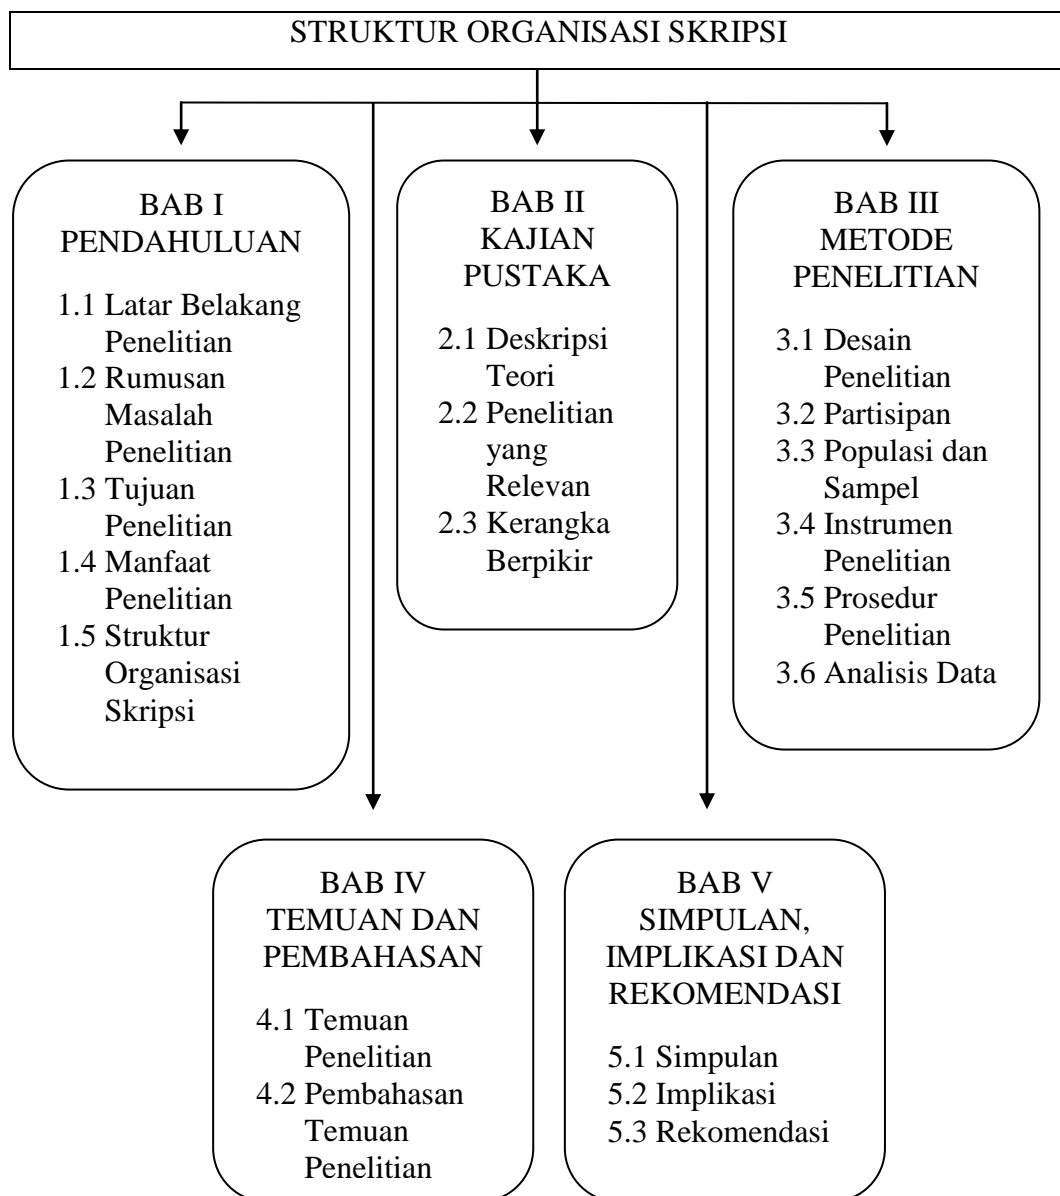 STRUKTUR ORGANISASI SKRIPSI
BAB I
PENDAHULUAN
1.1 Latar Belakang
Penelitian
1.2 Rumusan
Masalah
Penelitian
1.3 Tujuan
Penelitian
1.4 Manfaat
Penelitian
1.5 Struktur
Organisasi
Skripsi
BAB II
KAJIAN
PUSTAKA
2.1 Deskripsi
Teori
2.2 Penelitian
yang
Relevan
2.3 Kerangka
Berpikir
BAB III
METODE
PENELITIAN
3.1 Desain
Penelitian
3.2 Partisipan
3.3 Populasi dan
Sampel
3.4 Instrumen
Penelitian
3.5 Prosedur
Penelitian
3.6 Analisis Data
BAB IV
TEMUAN DAN
PEMBAHASAN
4.1 Temuan
Penelitian
4.2 Pembahasan
Temuan
Penelitian
BAB V
SIMPULAN,
IMPLIKASI DAN
REKOMENDASI
5.1 Simpulan
5.2 Implikasi
5.3 Rekomendasi